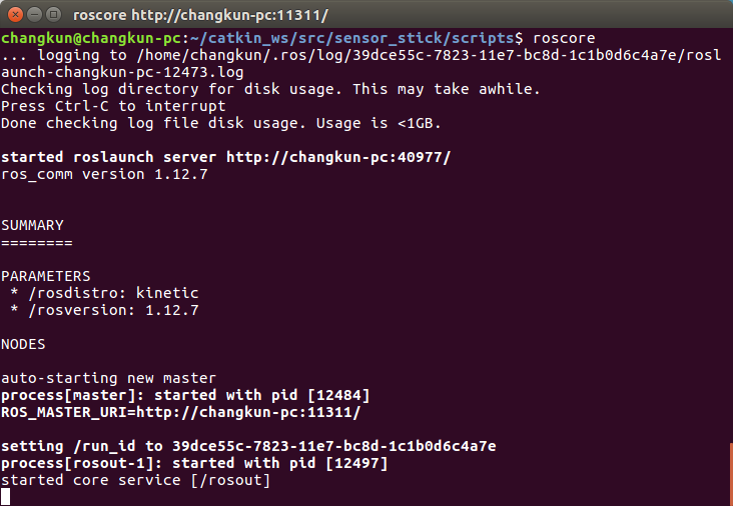 roscore http://changkun-pc:11311/
changkun@changkun-pc:~/catkin_ws/src/sensor_stick/scripts$ roscore
... logging to /home/changkun/.ros/log/39dce55c-7823-11e7-bc8d-1c1b0d6c4a7e/rosl
aunch-changkun-pc-12473.log
Checking log directory for disk usage. This may take awhile.
Press Ctrl-C to interrupt
Done checking log file disk usage. Usage is <1GB.
started roslaunch server http://changkun-pc:40977/
ros_comm version 1.12.7
SUMMARY
========
PARAMETERS
* /rosdistro: kinetic
* /rosversion: 1.12.7
NODES
auto-starting new master
process[master]: started with pid [12484]
ROS_MASTER_URI=http://changkun-pc:11311/
setting /run_id to 39dce55c-7823-11e7-bc8d-1c1b0d6c4a7e
process[rosout-1]: started with pid [12497]
started core service [/rosout]